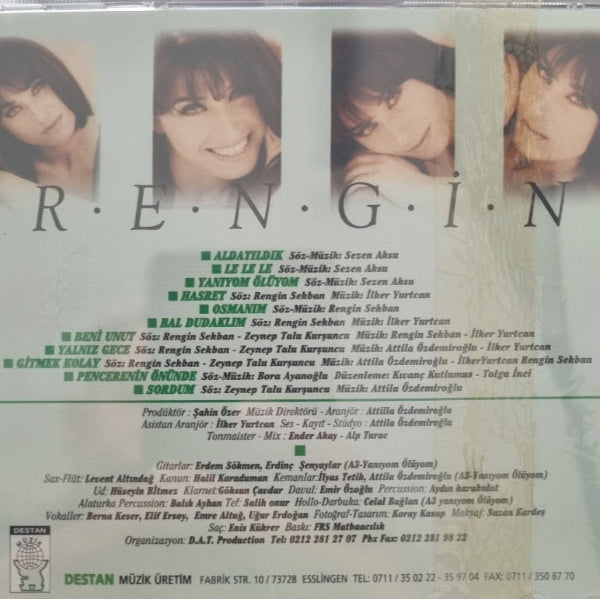 R·E·N·G·İ·N
ALDATILDIK Söz-Müzik: Sezen Aksu
LE LE LE Söz-Müzik: Sezen Aksu
YANIYOM ÖLÜYOM Söz-Müzik: Sezen Aksu
HASRET Söz: Rengin Sekban Müzik: İlker Yurtcan
OSMANIM Söz-Müzik: Rengin Sekban
BAL DUDAKLIM Söz: Rengin Sekban Müzik: İlker Yurtcan
BENİ UNUT Söz: Rengin Sekban - Zeynep Talu Kurşuncu Müzik: Rengin Sekban - İlker Yurtcan
YALNIZ GECE Söz: Rengin Sekban - Zeynep Talu Kurşuncu Müzik: Attila Özdemiroğlu - İlker Yurtcan
GİTMEK KOLAY Söz: Rengin Sekban - Zeynep Talu Kurşuncu Müzik: Attila Özdemiroğlu - İlkerYurtcan Rengin Sekban
PENCERENİN ÖNÜNDE Söz-Müzik: Bora Ayanoğlu Düzenleme: Kıvanç Kutlumus - Tolga İnci
SORDUM Söz: Zeynep Talu Kurşuncu Müzik: Attila Özdemiroğlu
Prodüktör : Şahin Özer Müzik Direktörü - Aranjör : Attilla Özdemiroğlu
Asistan Aranjör : İlker Yurtcan Ses - Kayıt - Stüdyo : Attila Özdemiroğlu
Tonmaister - Mix : Ender Akay - Alp Turac
Gitarlar: Erdem Sökmen, Erdinç Şenyaylar (A3-Yanıyom Ölüyom)
Sax-Flüt: Levent Altındağ Kanun: Halil Karaduman Kemanlar:İlyas Tetik, Attila Özdemiroğlu (A3-Yanıyom Ölüyom)
Ud: Hüseyin Bitmez Klarnet:Göksun Çavdar Davul: Emir Özoğlu Percussion: Aydın karabulut
Alaturka Percussion: Balık Ayhan Tef: Salih onur Hollo-Darbuka: Celal Bağlan (A3 yanıyom Ölüyom)
Vokaller: Berna Keser, Elif Ersoy, Emre Altuğ, Uğur Erdoğan Fotoğraf-Tasarım: Koray Kasap Makyaj: Suzan Kardeş
Saç: Enis Kükrer Baskı: FRS Matbaacılık
Organizasyon: D.A.T. Production Tel: 0212 281 27 07 Pbx Fax: 0212 281 98 22
DESTAN
MÜZİK
DESTAN MÜZİK ÜRETİM FABRİK STR. 10 / 73728 ESSLINGEN TEL: 0711 / 35 02 22 - 35 97 04 FAX: 0711 / 350 87 70